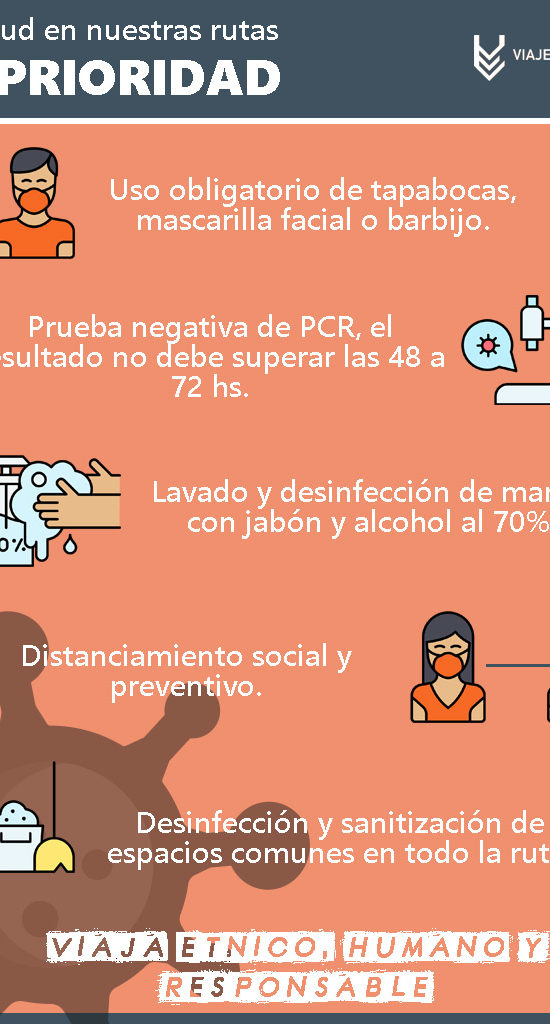 ud en nuestras rutas
PRIORIDAD
VIAJE
Uso obligatorio de tapabocas,
mascarilla facial o barbijo.
Prueba negativa de PCR, el
esultado no debe superar las 48 a
72 hs.
Lavado y desinfección de man
con jabón y alcohol al 70%
0%
Distanciamiento social y
preventivo.
Desinfección y sanitización de
espacios comunes en todo la rut
VIAJA ETNICO, HUMANO Y
RESPONSABLE